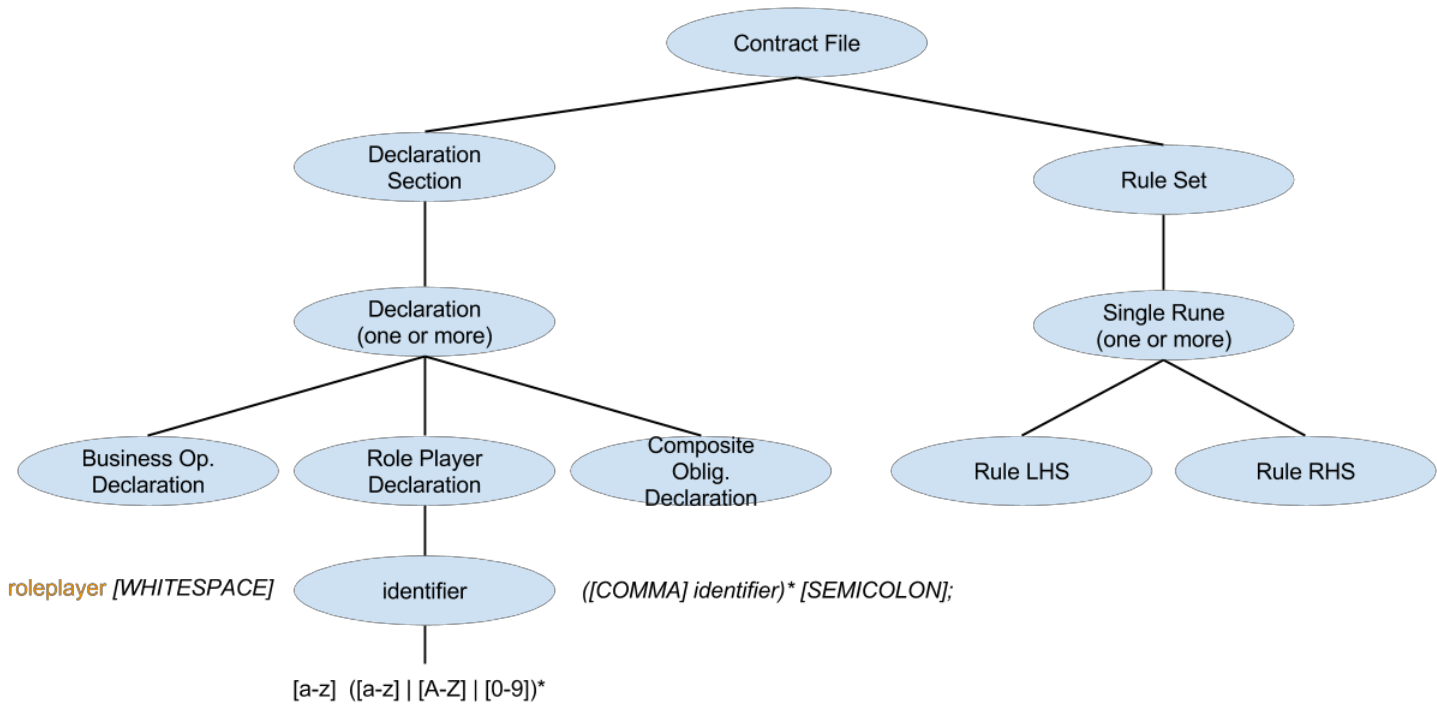 Contract File
Declaration
Section
Rule Set
Declaration
(one or more)
Single Rune
(one or more)
Business Op.
Declaration
Role Player
Declaration
Composite
Oblig.
Declaration
Rule LHS
Rule RHS
roleplayer [WHITESPACE]
identifier
([COMMA] identifier)* [SEMICOLON];
[a-z] ([a-z] | [A-Z] | [0-9])*